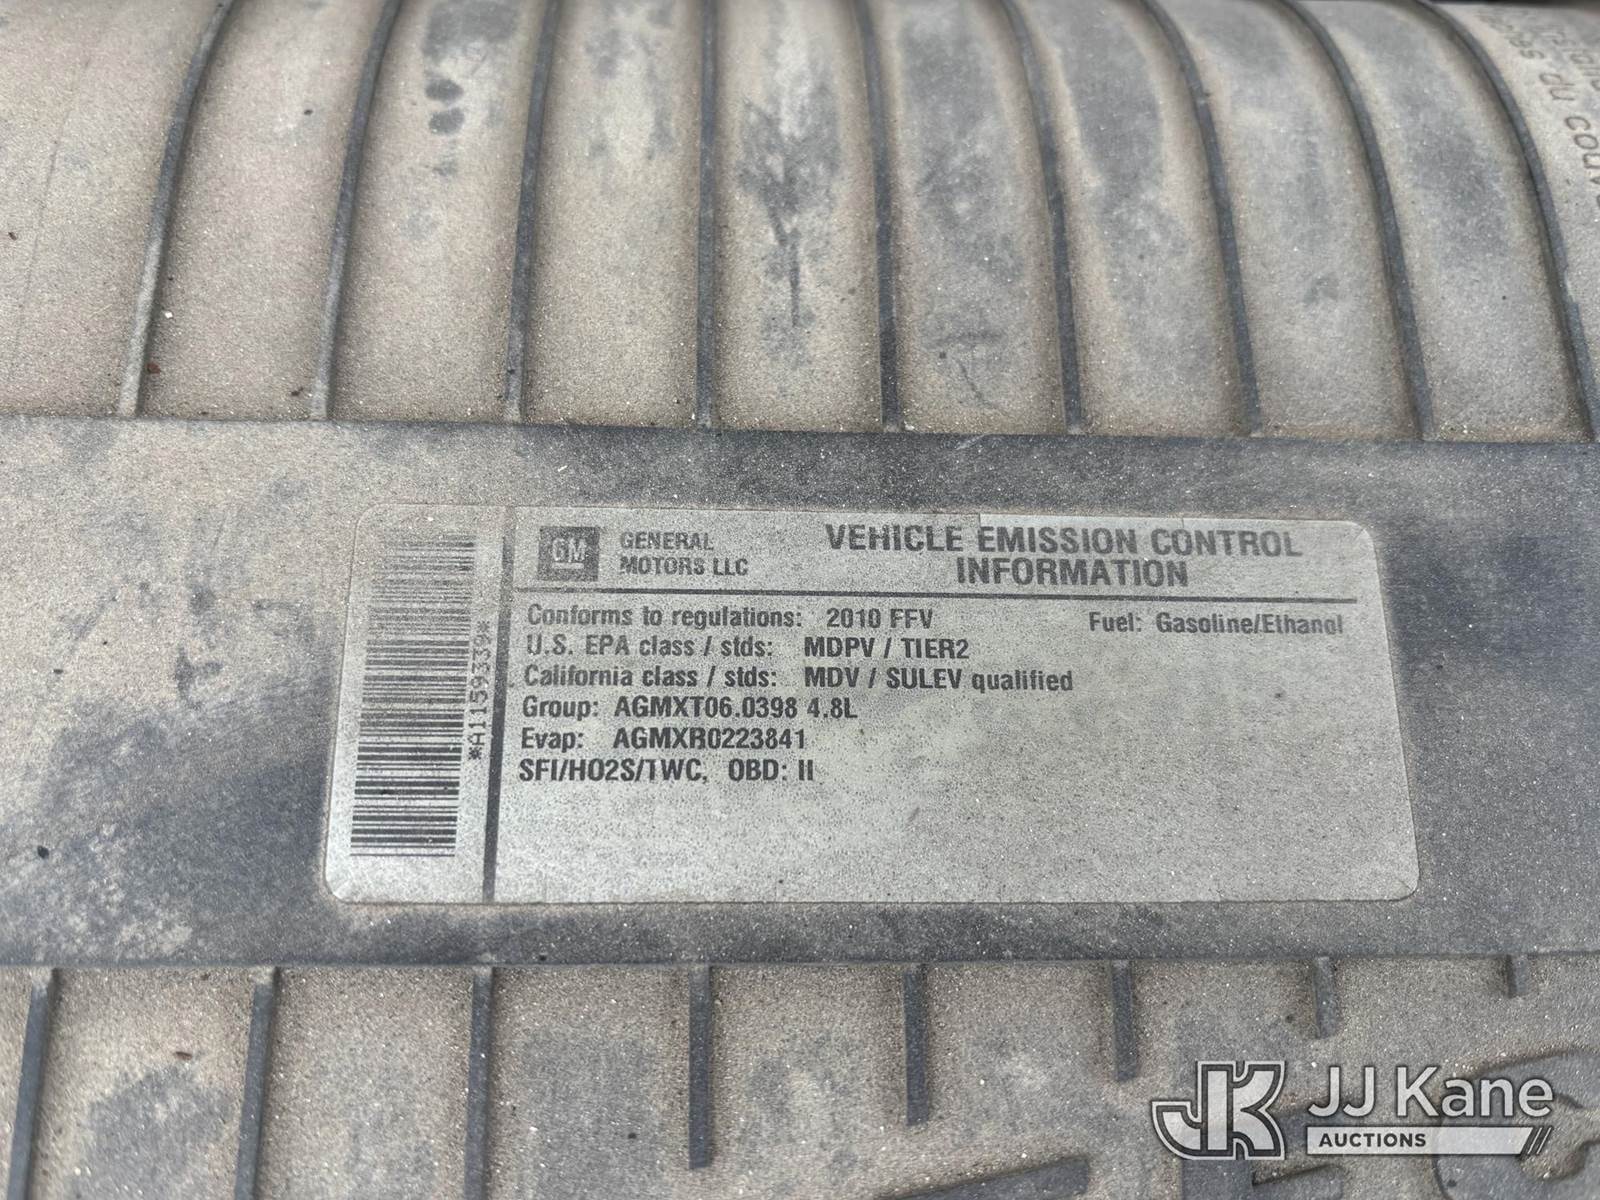 GM
GENERAL
MOTORS LLC
VEHICLE EMISSION CONTROL
INFORMATION
Conforms to regulations: 2010 FFV
Fuel: Gasoline/Ethanol
U.S. EPA class / stds: MDPV / TIER2
California class / stds: MDV / SULEV qualified
Group: AGMXT06.0398 4.8L
Evap: AGMXR0223841
SFI/HO2S/TWC, OBD: II
*A1159339*
JK
JJ Kane
AUCTIONS